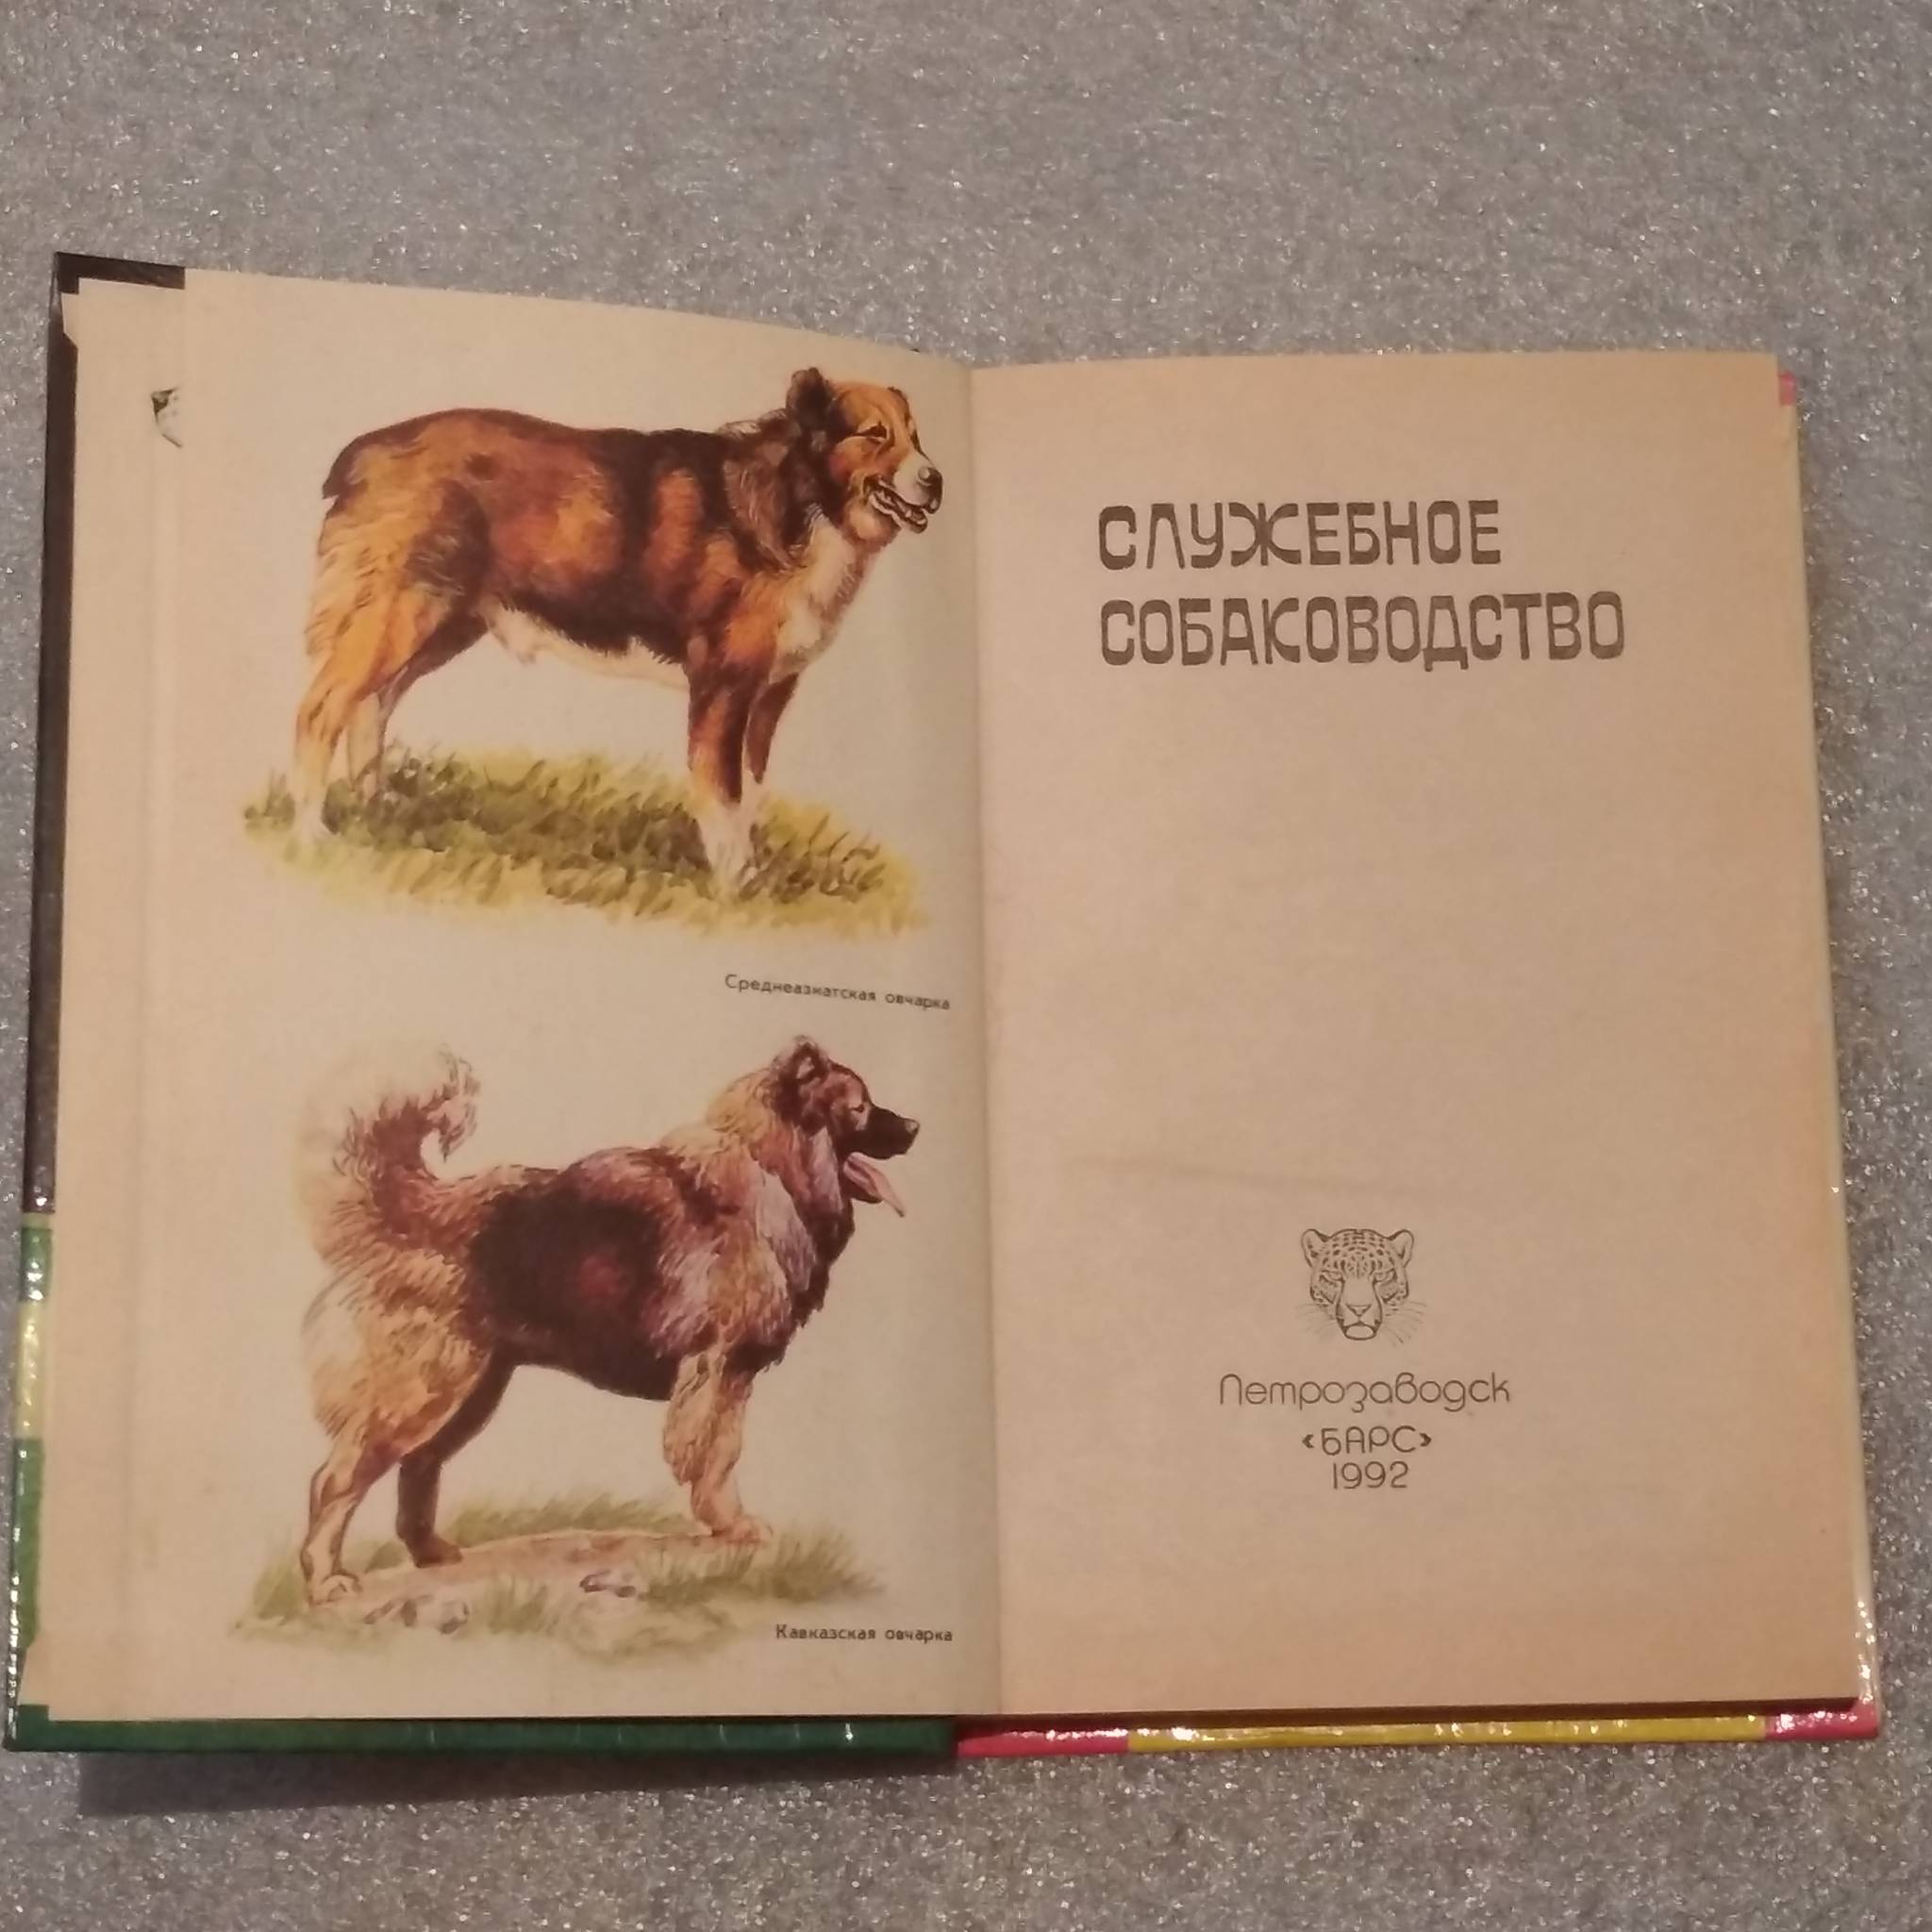 Среднеазиатская овчарка
Кавказская овчарка
СЛУЖЕБНОЕ
СОБАКОВОДСТВО
Петрозаводск
«БАРС»
1992